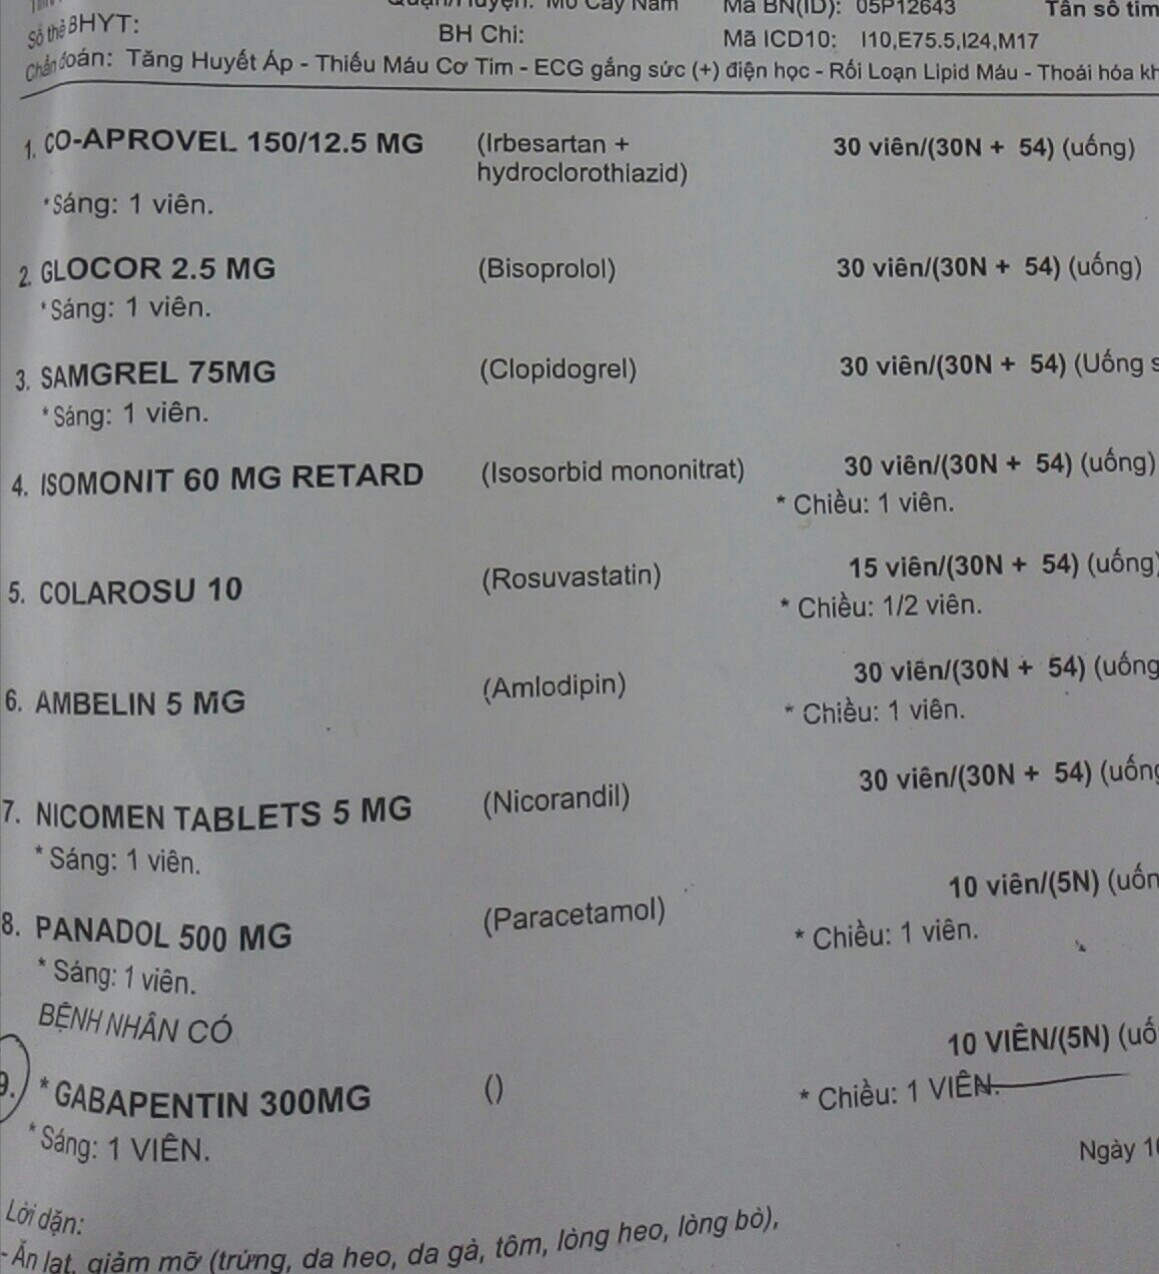 Quận/Huyện: Mỏ Cày Nam Mã BN(ID): 05P12643 Tần số tim
Số thẻ BHYT: BH Chi: Mã ICD10: I10,E75.5,I24,M17
Chẩn đoán: Tăng Huyết Áp - Thiếu Máu Cơ Tim - ECG gắng sức (+) điện học - Rối Loạn Lipid Máu - Thoái hóa kh
1. CO-APROVEL 150/12.5 MG (Irbesartan + 30 viên/(30N + 54) (uống)
hydroclorothiazid)
* Sáng: 1 viên.
2. GLOCOR 2.5 MG (Bisoprolol) 30 viên/(30N + 54) (uống)
* Sáng: 1 viên.
3. SAMGREL 75MG (Clopidogrel) 30 viên/(30N + 54) (Uống s
* Sáng: 1 viên.
4. ISOMONIT 60 MG RETARD (Isosorbid mononitrat) 30 viên/(30N + 54) (uống)
* Chiều: 1 viên.
5. COLAROSU 10 (Rosuvastatin) 15 viên/(30N + 54) (uống)
* Chiều: 1/2 viên.
6. AMBELIN 5 MG (Amlodipin) 30 viên/(30N + 54) (uống
* Chiều: 1 viên.
7. NICOMEN TABLETS 5 MG (Nicorandil) 30 viên/(30N + 54) (uống
* Sáng: 1 viên.
8. PANADOL 500 MG (Paracetamol) 10 viên/(5N) (uốn
* Sáng: 1 viên. * Chiều: 1 viên.
BỆNH NHÂN CÓ
9. * GABAPENTIN 300MG () 10 VIÊN/(5N) (uố
* Sáng: 1 VIÊN. * Chiều: 1 VIÊN.
Ngày 1
Lời dặn:
- Ăn lạt, giảm mỡ (trứng, da heo, da gà, tôm, lòng heo, lòng bò),